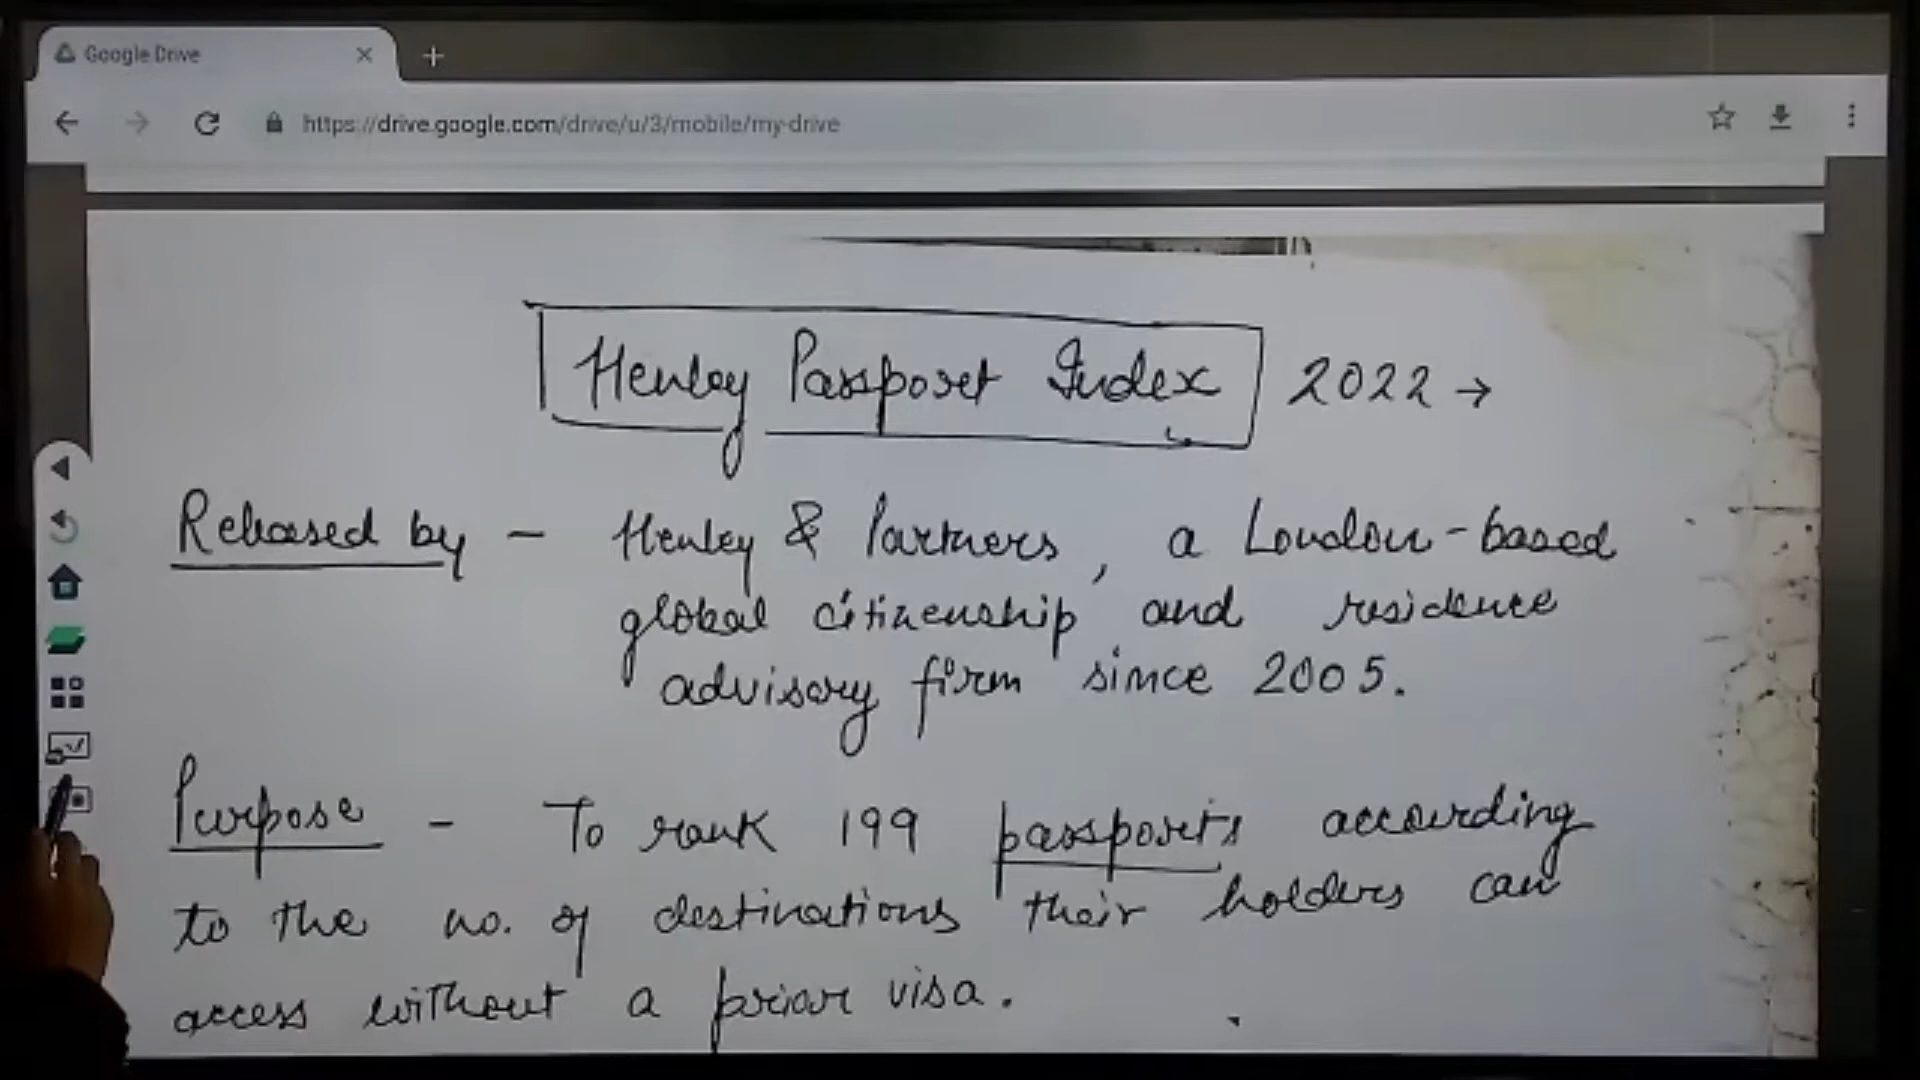 Google Drive
https://drive.google.com/drive/u/3/mobile/my-drive
Henley Passport Index 2022 →
Released by - Henley & Partners, a London-based
global citizenship and residence
advisory firm since 2005.
Purpose - To rank 199 passports according
to the no. of destinations their holders can
access without a prior visa.